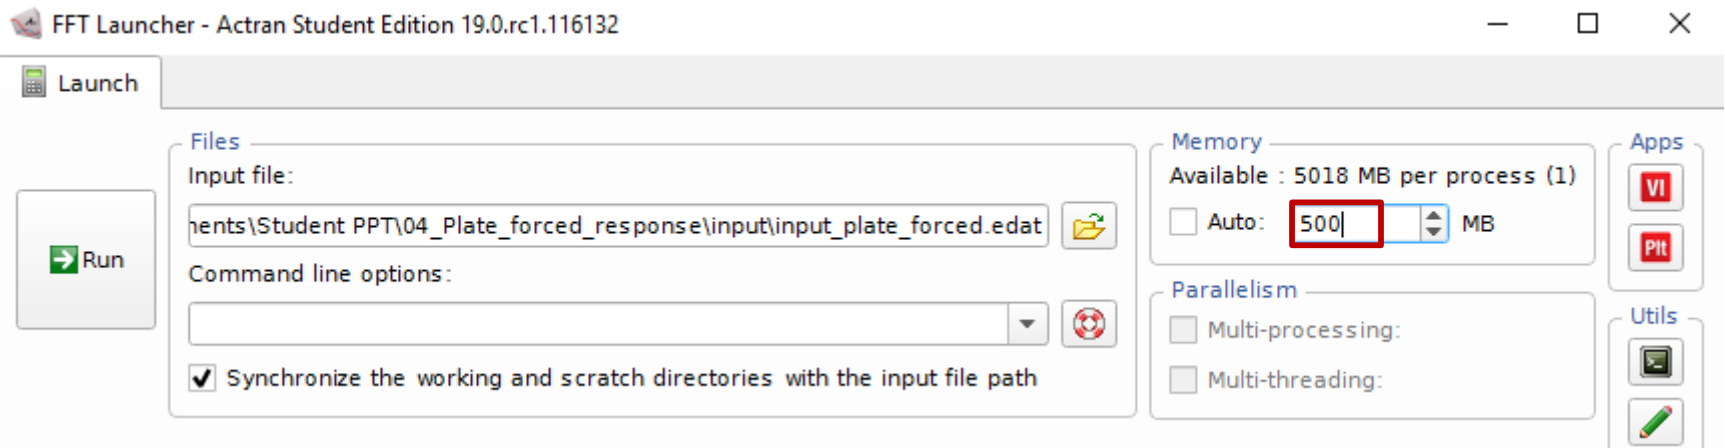 FFT Launcher - Actran Student Edition 19.0.rc1.116132
Launch
Run
Files
Input file:
nents\Student PPT\04_Plate_forced_response\input\input_plate_forced.edat
Command line options:
Synchronize the working and scratch directories with the input file path
Memory
Available : 5018 MB per process (1)
Auto: 500 MB
Parallelism
Multi-processing:
Multi-threading:
Apps
VI
Plt
Utils